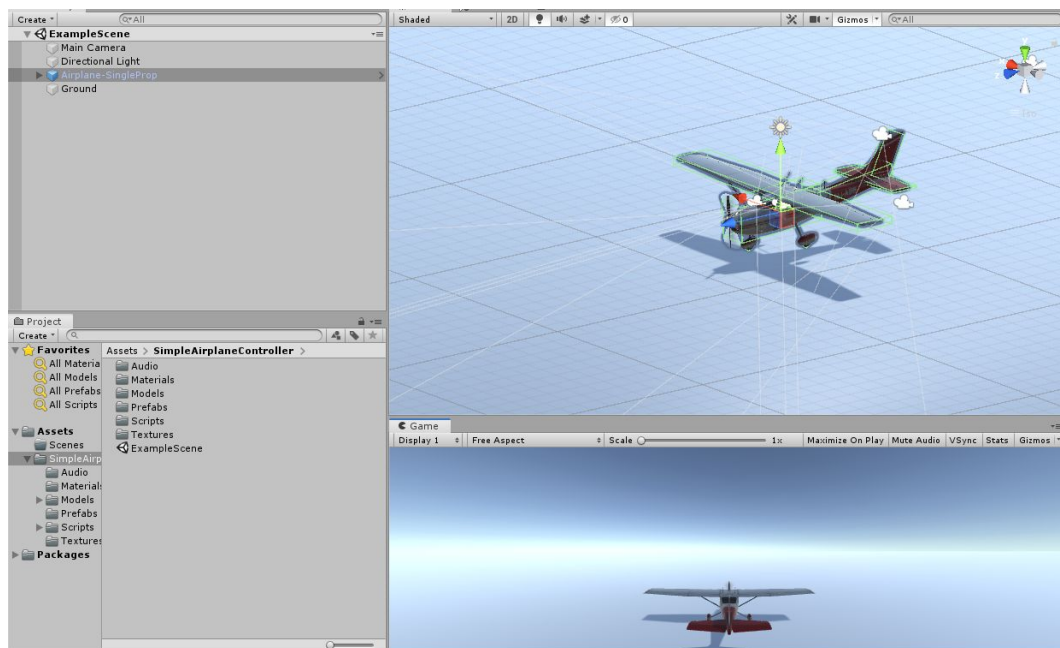 Create
All
ExampleScene
Main Camera
Directional Light
Airplane-SingleProp
Ground
Project
Create
Favorites
All Materia
All Models
All Prefabs
All Scripts
Assets
Scenes
SimpleAirp
Audio
Materials
Models
Prefabs
Scripts
Textures
Packages
Assets > SimpleAirplaneController >
Audio
Materials
Models
Prefabs
Scripts
Textures
ExampleScene
Shaded 2D 0 Gizmos All
Game
Display 1 Free Aspect Scale 1x Maximize On Play Mute Audio VSync Stats Gizmos